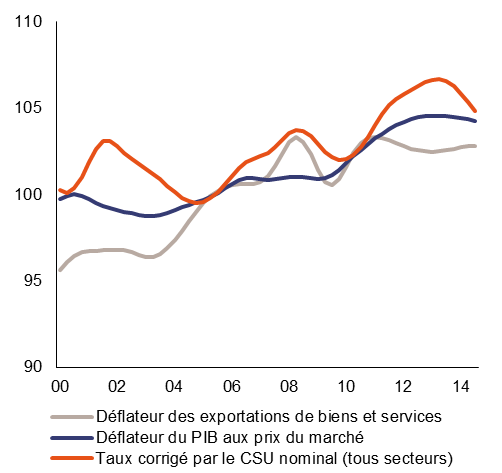 110
105
100
95
90
00 02 04 06 08 10 12 14
Déflateur des exportations de biens et services
Déflateur du PIB aux prix du marché
Taux corrigé par le CSU nominal (tous secteurs)